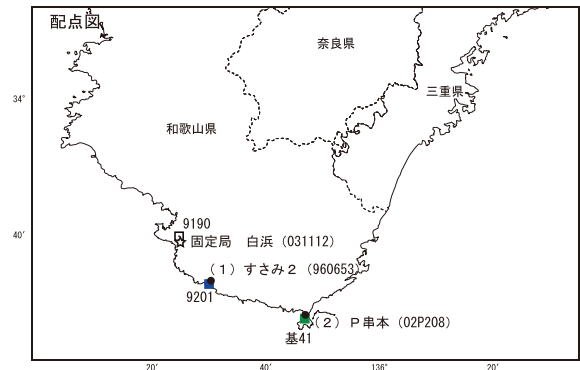 配点図
奈良県
34°
三重県
和歌山県
9190
40′
固定局 白浜（031112）
（１）すさみ２（960653）
9201
（２）Ｐ串本（02P208）
基41
20′
40′
136°
20′